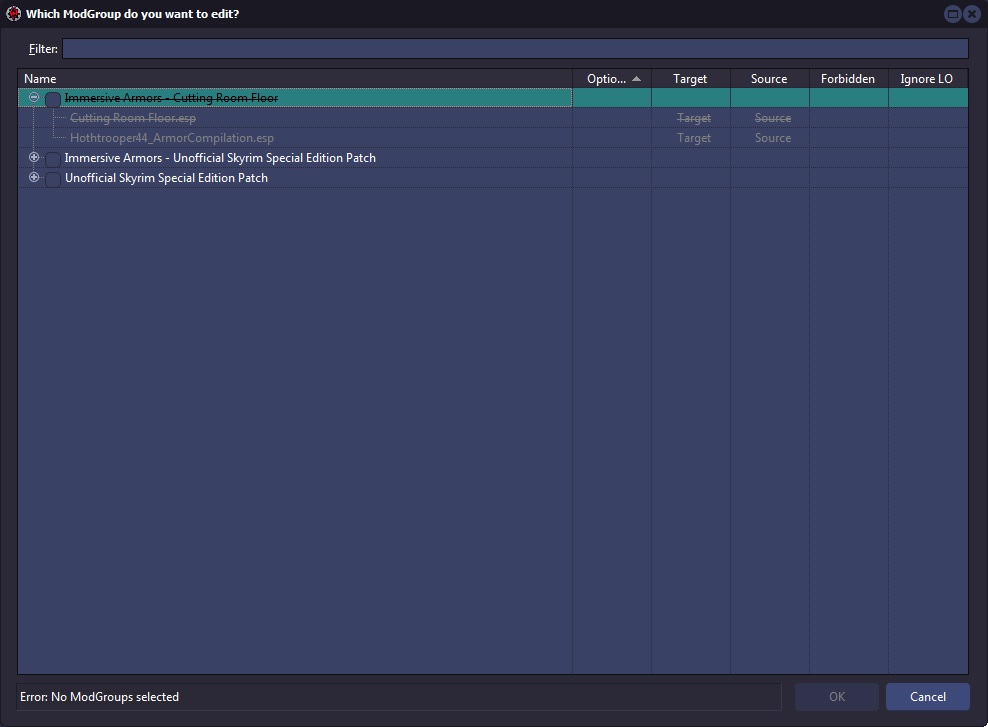 Which ModGroup do you want to edit?
Filter:
Name Optio... Target Source Forbidden Ignore LO
Immersive Armors - Cutting Room Floor
Cutting Room Floor.esp Target Source
Hothtrooper44_ArmorCompilation.esp Target Source
Immersive Armors - Unofficial Skyrim Special Edition Patch
Unofficial Skyrim Special Edition Patch
Error: No ModGroups selected OK Cancel